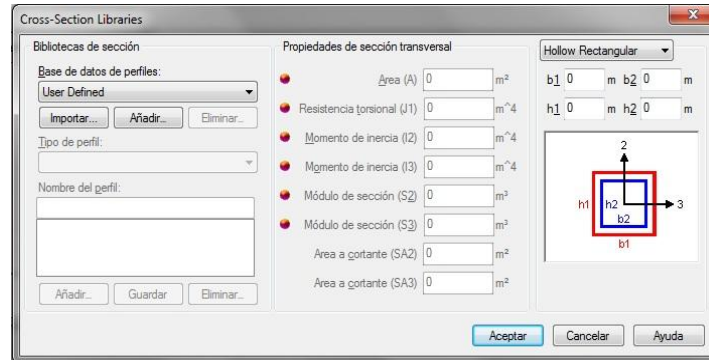 Cross-Section Libraries
Bibliotecas de sección
Base de datos de perfiles:
User Defined
Importar... Añadir... Eliminar...
Tipo de perfil:
Nombre del perfil:
Añadir... Guardar Eliminar...
Propiedades de sección transversal
Area (A) 0 m²
Resistencia torsional (J1) 0 m^4
Momento de inercia (I2) 0 m^4
Momento de inercia (I3) 0 m^4
Módulo de sección (S2) 0 m³
Módulo de sección (S3) 0 m³
Area a cortante (SA2) 0 m²
Area a cortante (SA3) 0 m²
Hollow Rectangular
b1 0 m b2 0 m
h1 0 m h2 0 m
2
h1 h2 3
b2
b1
Aceptar Cancelar Ayuda